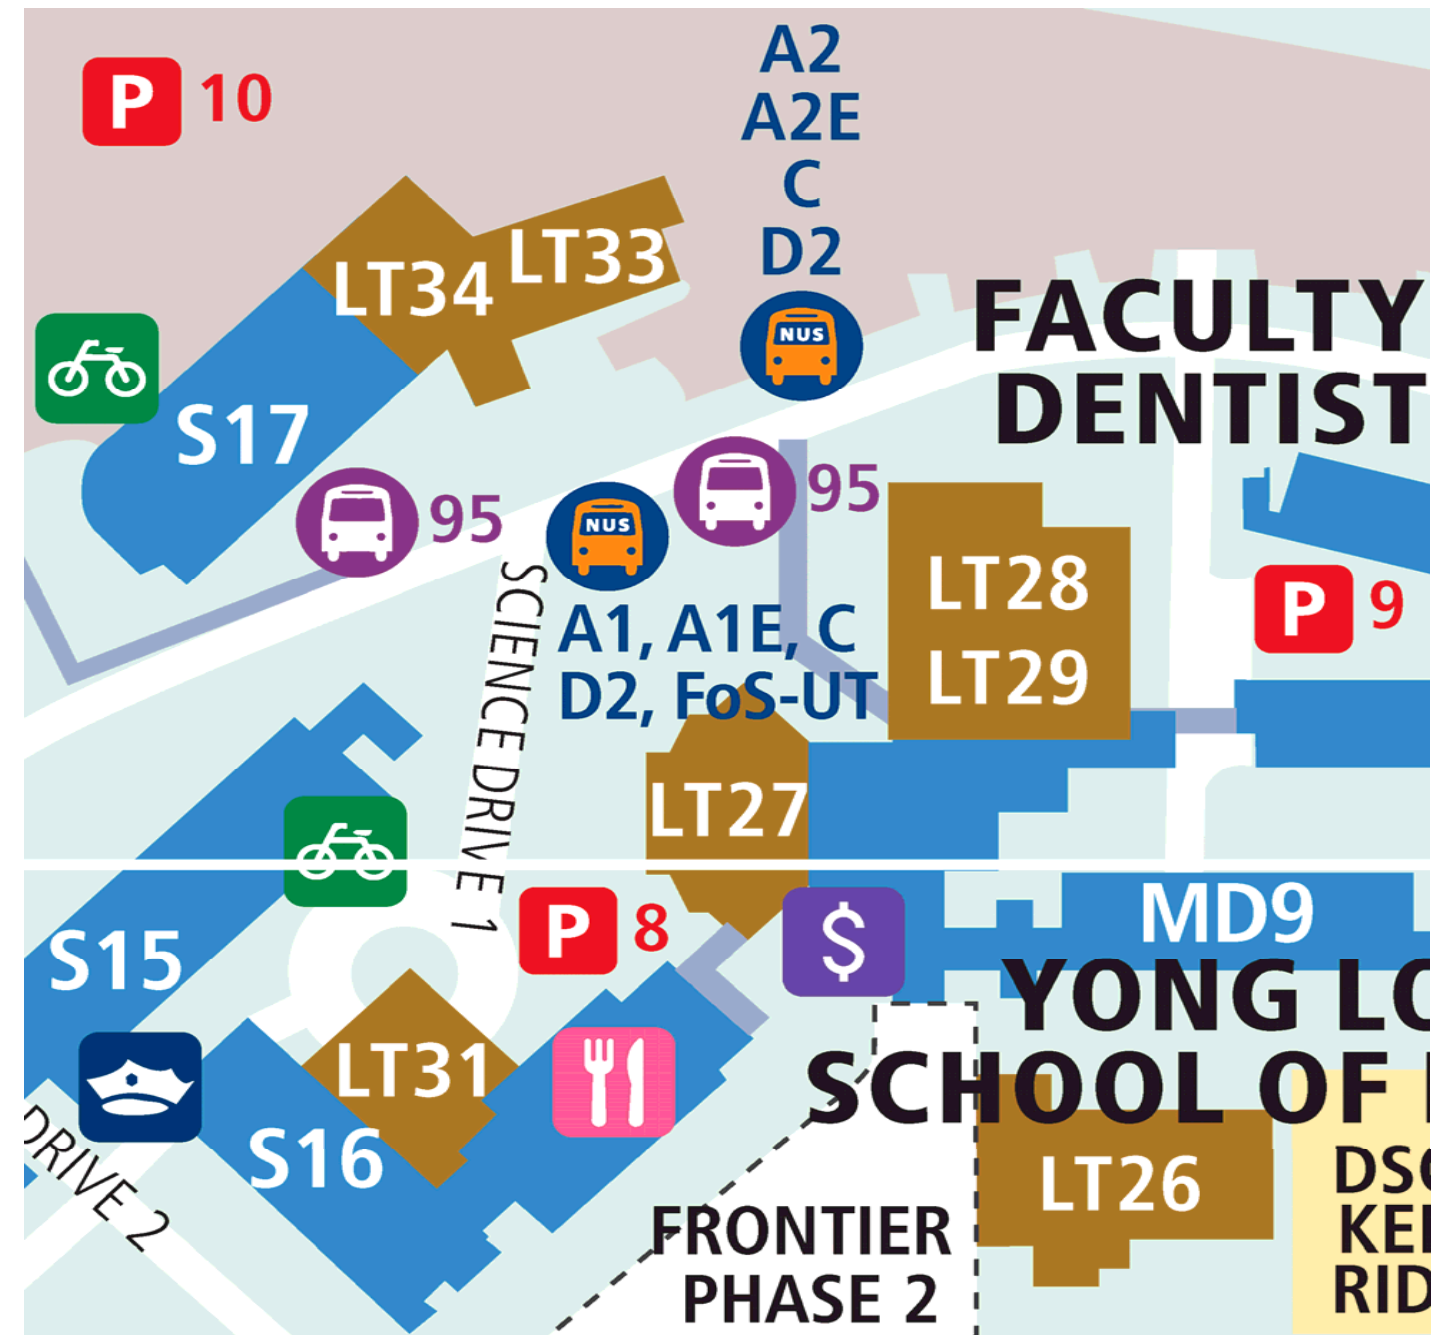 P 10
A2
A2E
C
D2
NUS
LT33
LT34
FACULTY
DENTIST
S17
95
95
NUS
A1, A1E, C
D2, FoS-UT
SCIENCE DRIVE 1
LT28
LT29
P 9
LT27
P 8
$
MD9
S15
YONG LO
SCHOOL OF
LT31
S16
DRIVE 2
LT26
DSO
KEI
RID
FRONTIER
PHASE 2